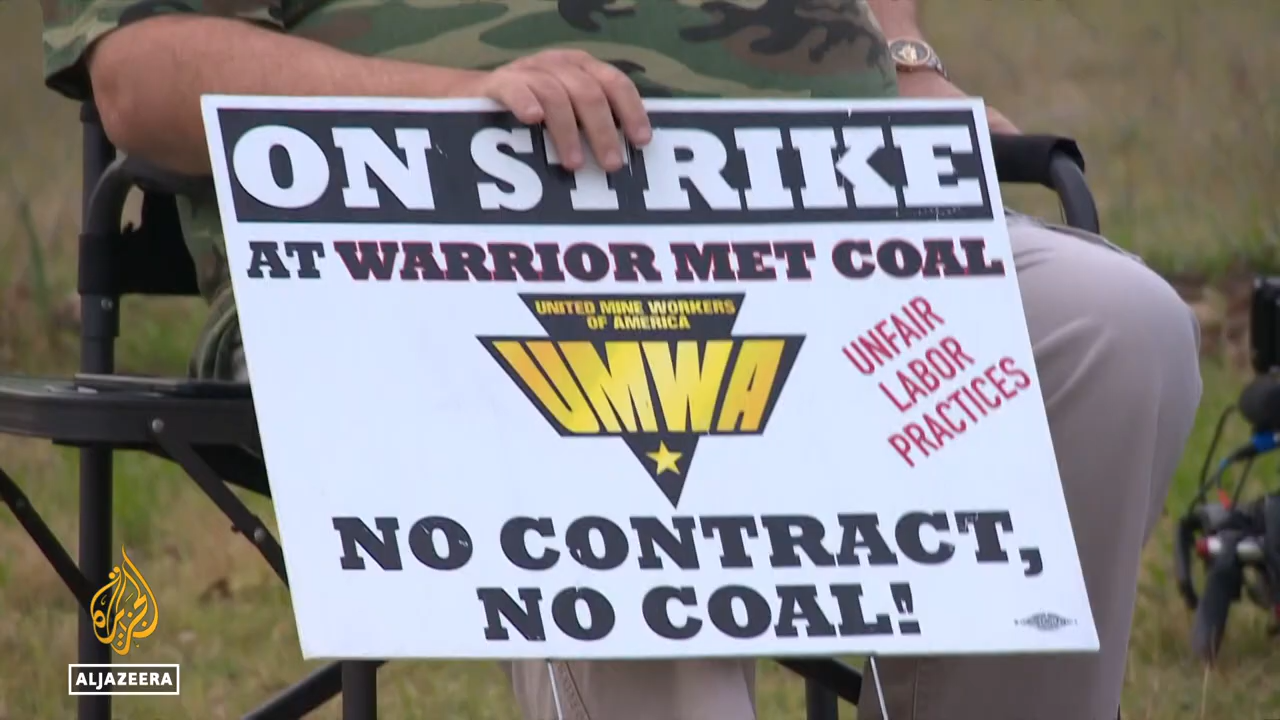 ON STRIKE
AT WARRIOR MET COAL
UNITED MINE WORKERS
OF AMERICA
UMWA
UNFAIR
LABOR
PRACTICES
NO CONTRACT,
NO COAL!
الجزيرة
ALJAZEERA